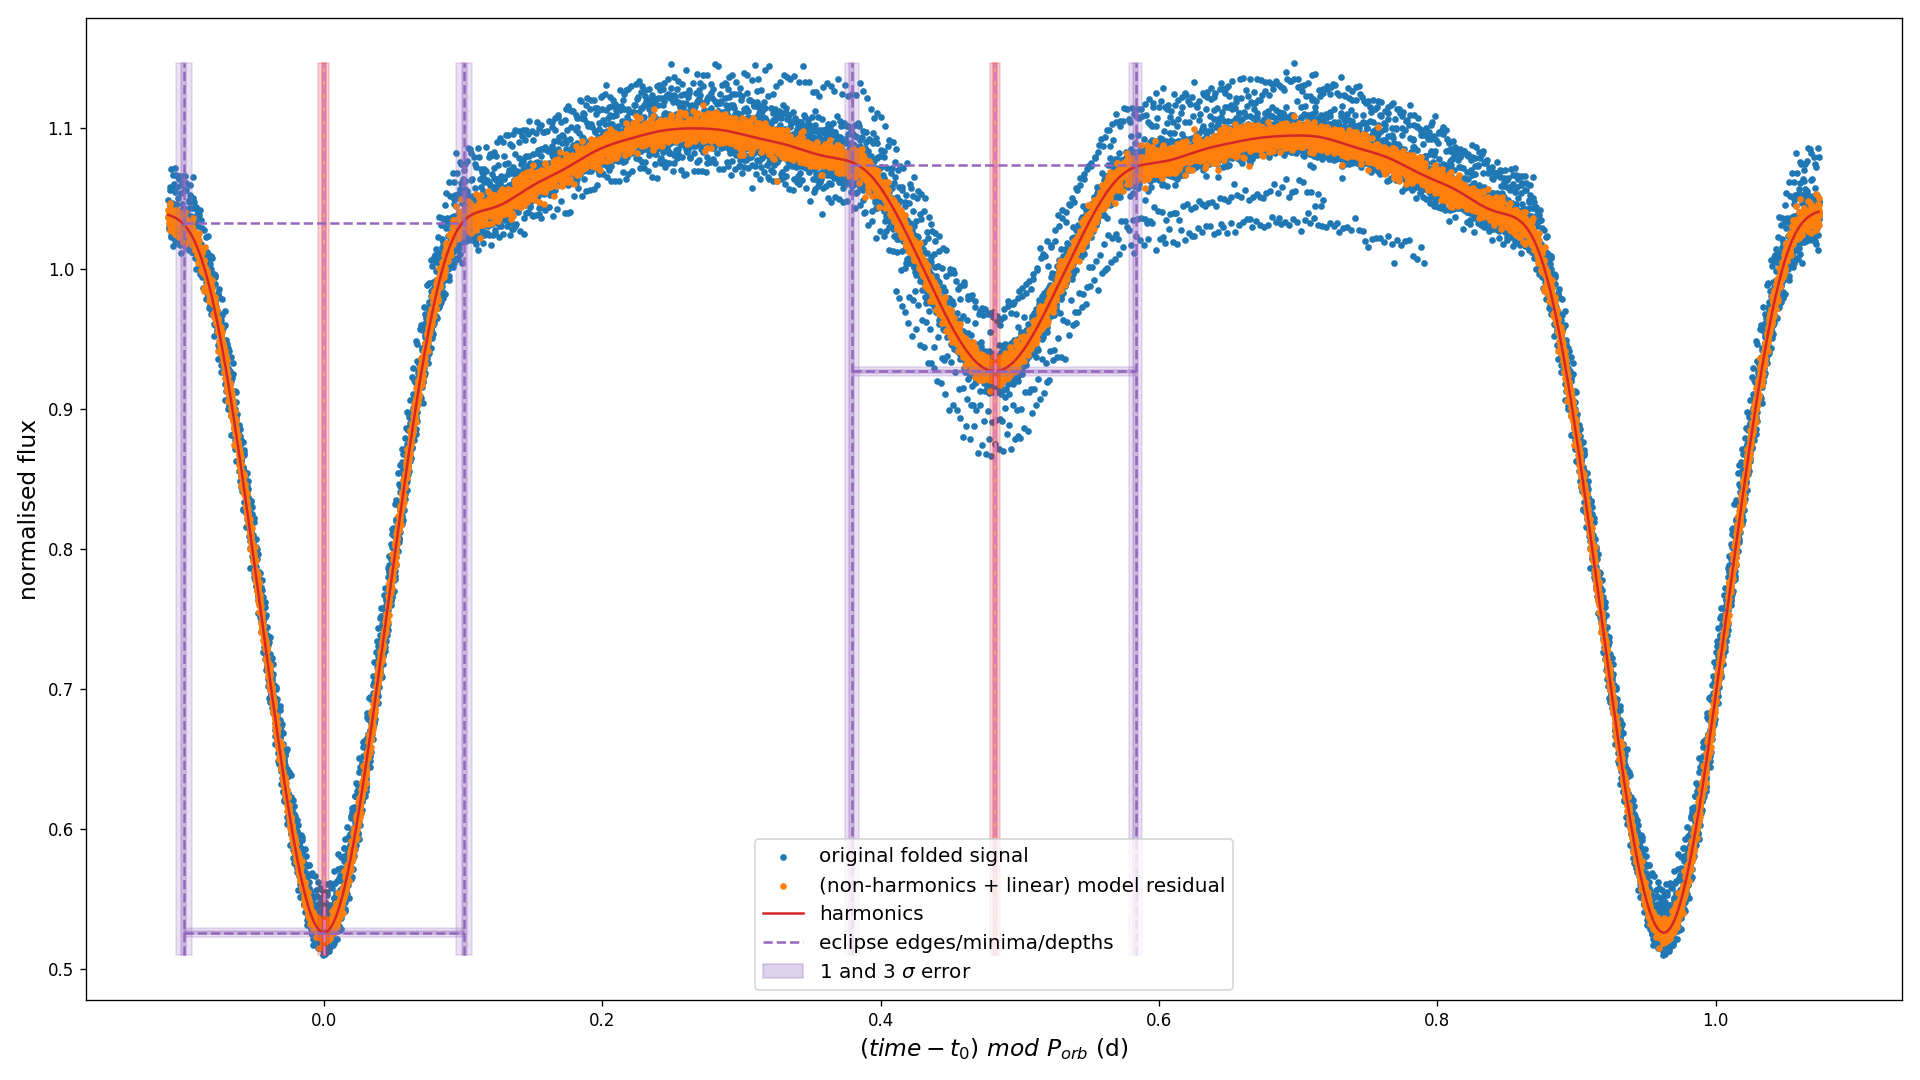 normalised flux
1.1
1.0
0.9
0.8
0.7
0.6
0.5
original folded signal
(non-harmonics + linear) model residual
harmonics
eclipse edges/minima/depths
1 and 3 σ error
0.0 0.2 0.4 0.6 0.8 1.0
(time − t₀) mod Pₒᵣb (d)